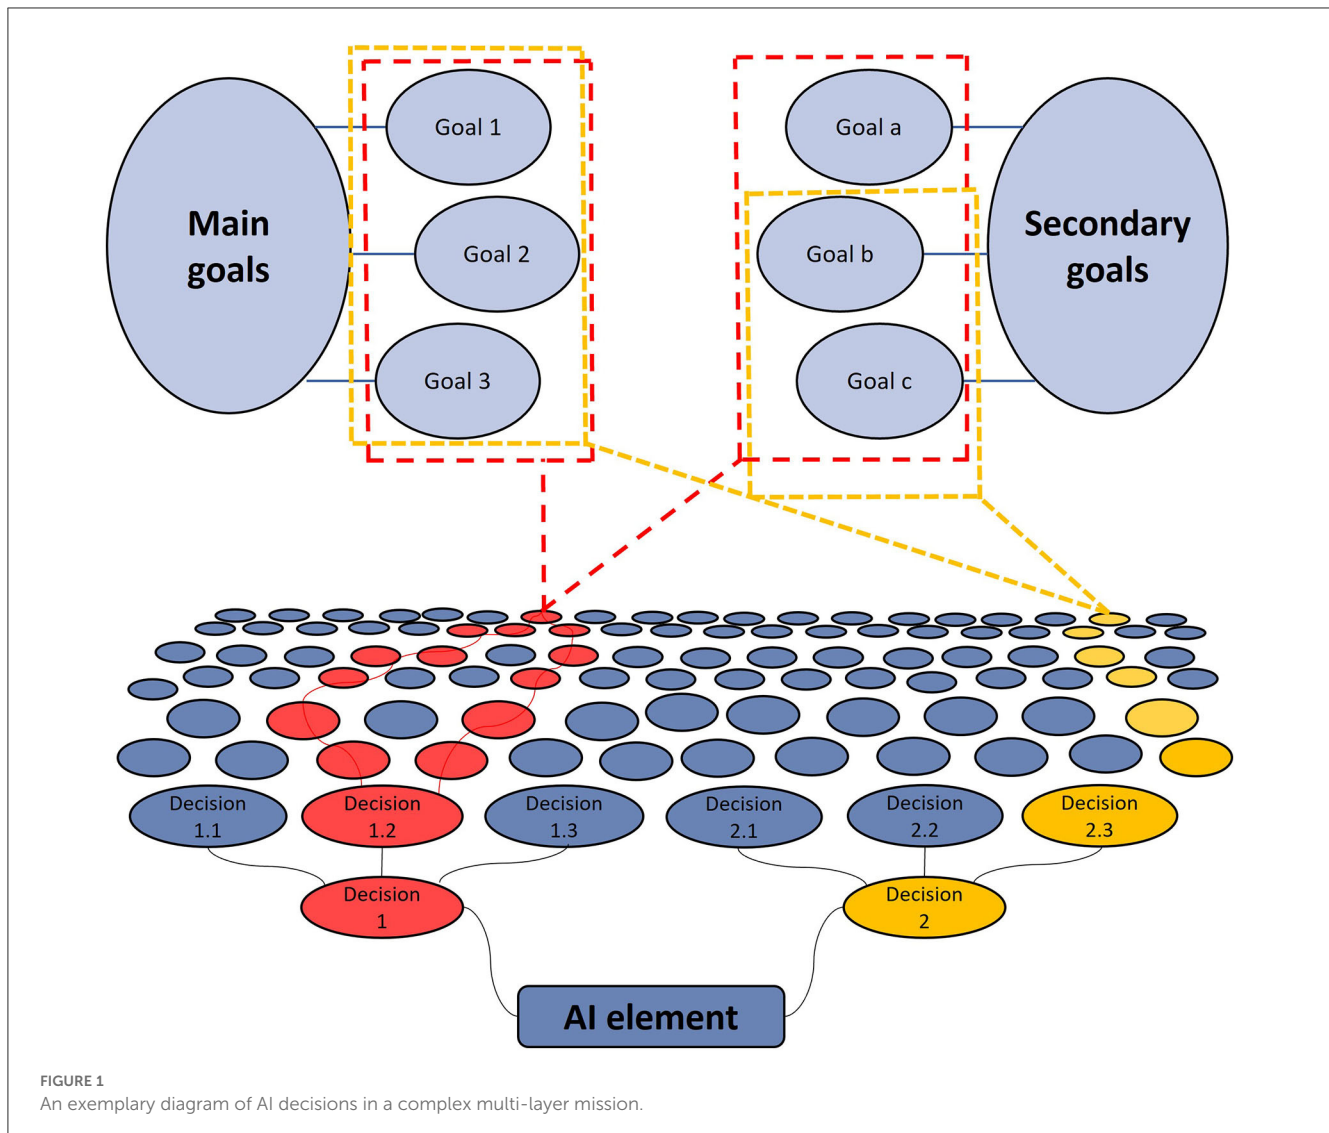 Main
goals
Goal 1
Goal 2
Goal 3
Goal a
Goal b
Goal c
Secondary
goals
Decision
1.1
Decision
1.2
Decision
1.3
Decision
2.1
Decision
2.2
Decision
2.3
Decision
1
Decision
2
AI element
FIGURE 1
An exemplary diagram of AI decisions in a complex multi-layer mission.